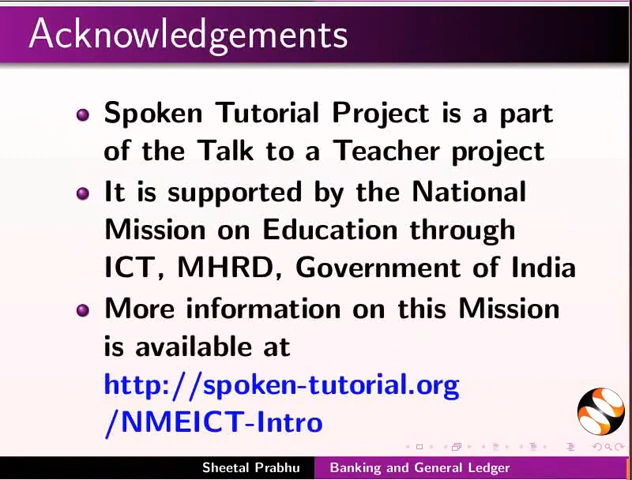 Acknowledgements
Spoken Tutorial Project is a part
of the Talk to a Teacher project
It is supported by the National
Mission on Education through
ICT, MHRD, Government of India
More information on this Mission
is available at
http://spoken-tutorial.org
/NMEICT-Intro
Sheetal Prabhu Banking and General Ledger